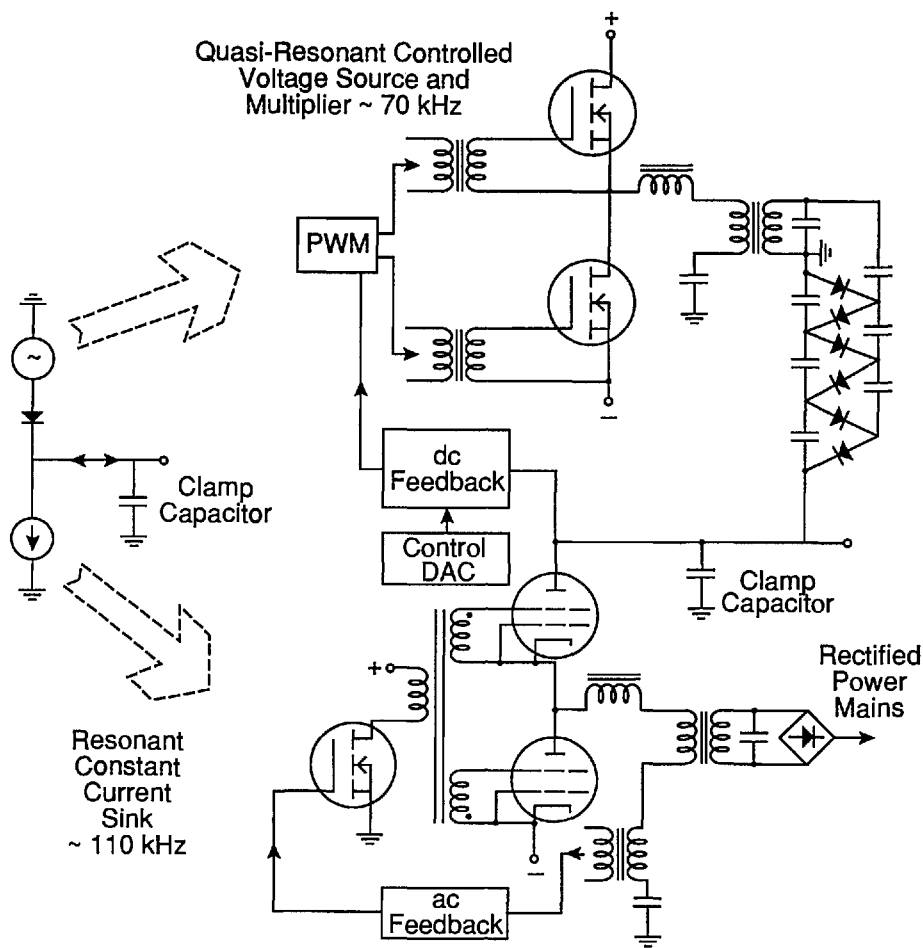 Quasi-Resonant Controlled
Voltage Source and
Multiplier ~ 70 kHz
+
PWM
~
−
dc
Feedback
Clamp
Capacitor
Control
DAC
Clamp
Capacitor
+
Rectified
Power
Mains
Resonant
Constant
Current
Sink
~ 110 kHz
−
ac
Feedback